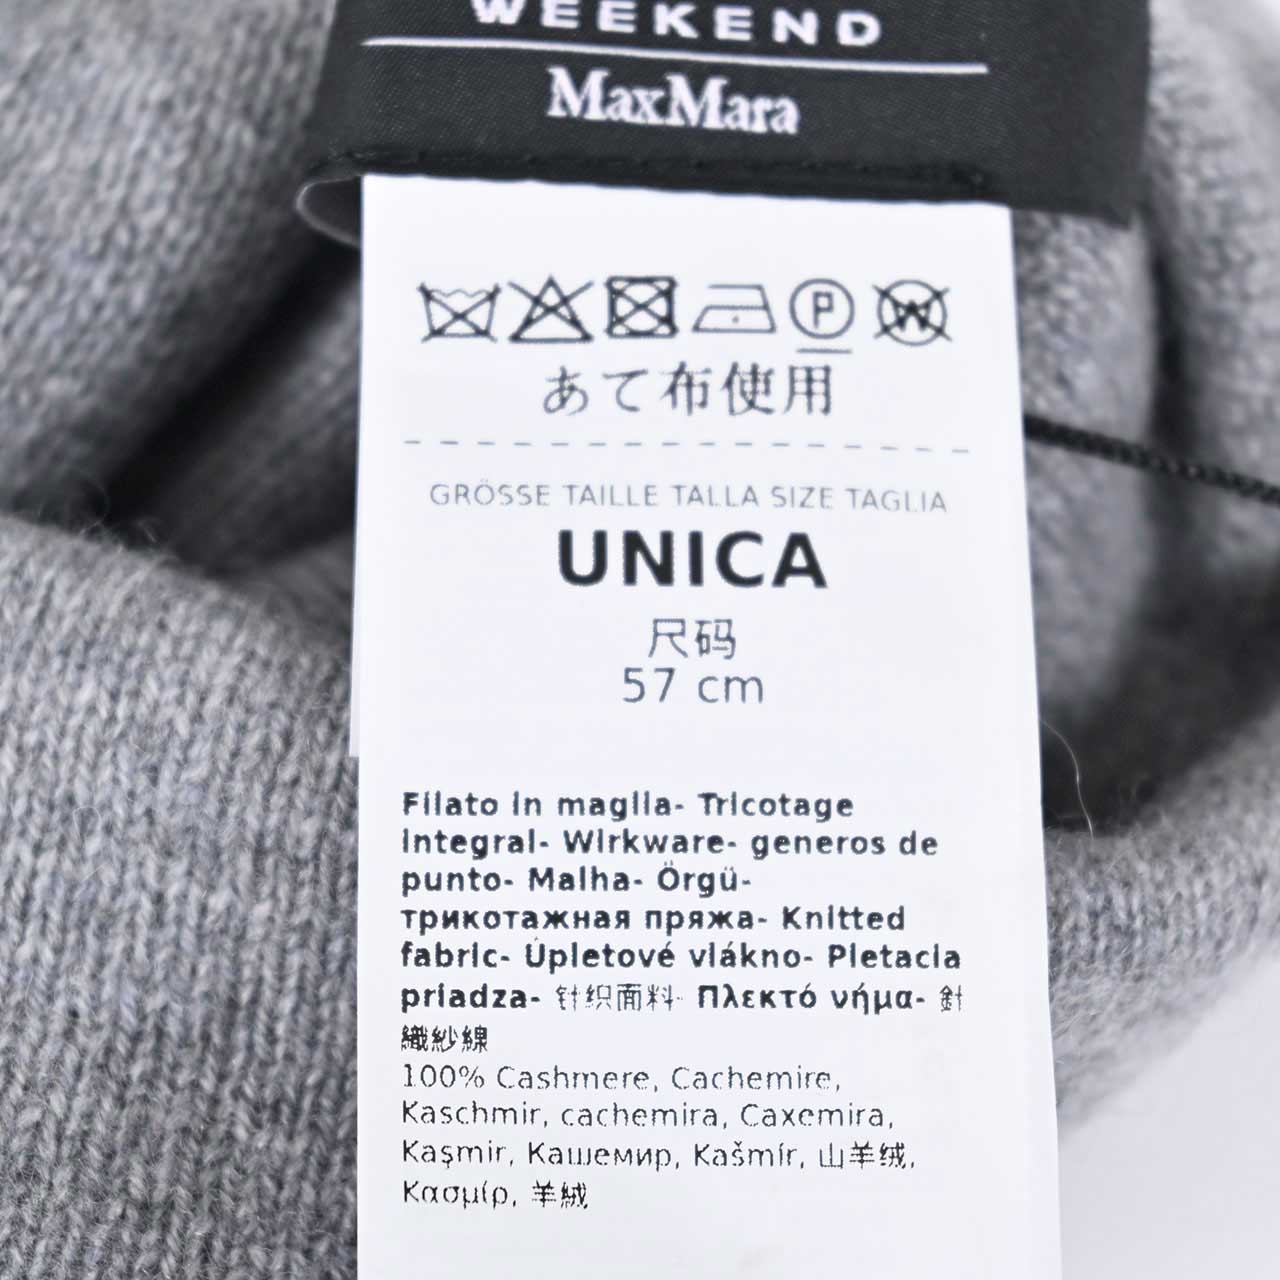 WEEKEND
MaxMara
P
W
あて布使用
GRÖSSE TAILLE TALLA SIZE TAGLIA
UNICA
尺码
57 cm
Filato in maglia- Tricotage
integral- Wirkware- generos de
punto- Malha- Örgü-
трикотажная пряжа- Knitted
fabric- Úpletové vlákno- Pletacia
priadza- 针织面料- Πλεκτό νήμα- 針
織紗線
100% Cashmere, Cachemire,
Kaschmir, cachemira, Caxemira,
Kaşmir, Кашемир, Kašmír, 山羊绒,
Κασμίρ, 羊絨